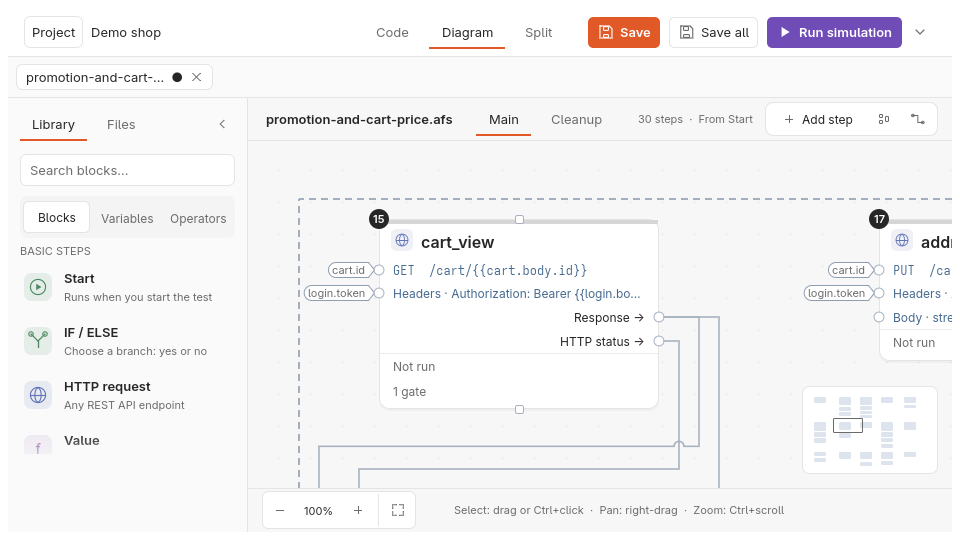 Project Demo shop Code Diagram Split Save Save all Run simulation
promotion-and-cart-...
Library Files
promotion-and-cart-price.afs Main Cleanup 30 steps · From Start Add step
Search blocks...
Blocks Variables Operators
BASIC STEPS
Start
Runs when you start the test
IF / ELSE
Choose a branch: yes or no
HTTP request
Any REST API endpoint
Value
15
cart_view
cart.id GET /cart/{{cart.body.id}}
login.token Headers · Authorization: Bearer {{login.bo...
Response →
HTTP status →
Not run
1 gate
17
addr
cart.id PUT /ca
login.token Headers ·
Body · stre
Not run
100%
Select: drag or Ctrl+click · Pan: right-drag · Zoom: Ctrl+scroll